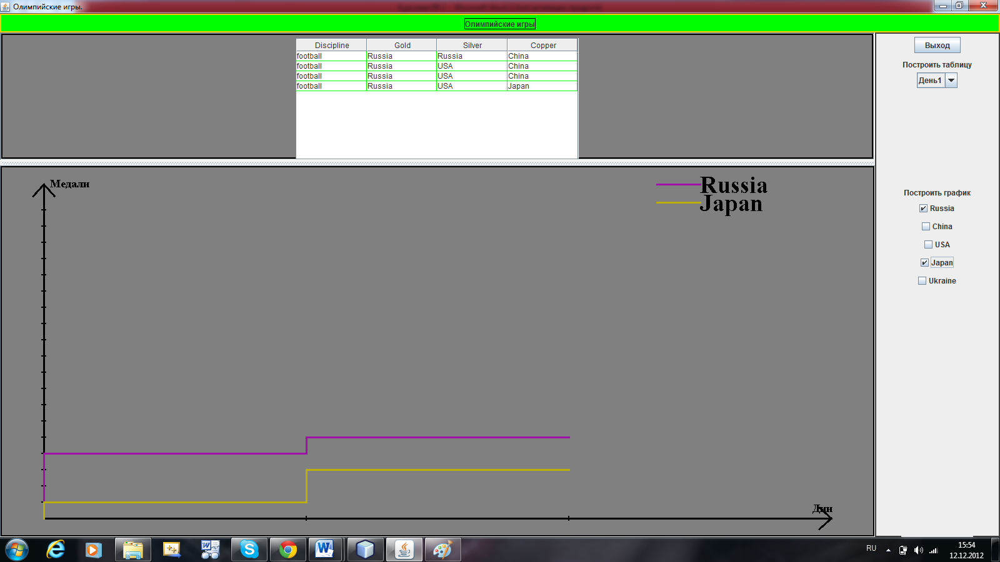 Олимпийские игры.
Олимпийские игры
Discipline Gold Silver Copper
football Russia Russia China
football Russia USA China
football Russia USA China
football Russia USA Japan
Выход
Построить таблицу
День1
Медали
Russia
Japan
Дни
Построить график
Russia
China
USA
Japan
Ukraine
RU
15:54
12.12.2012